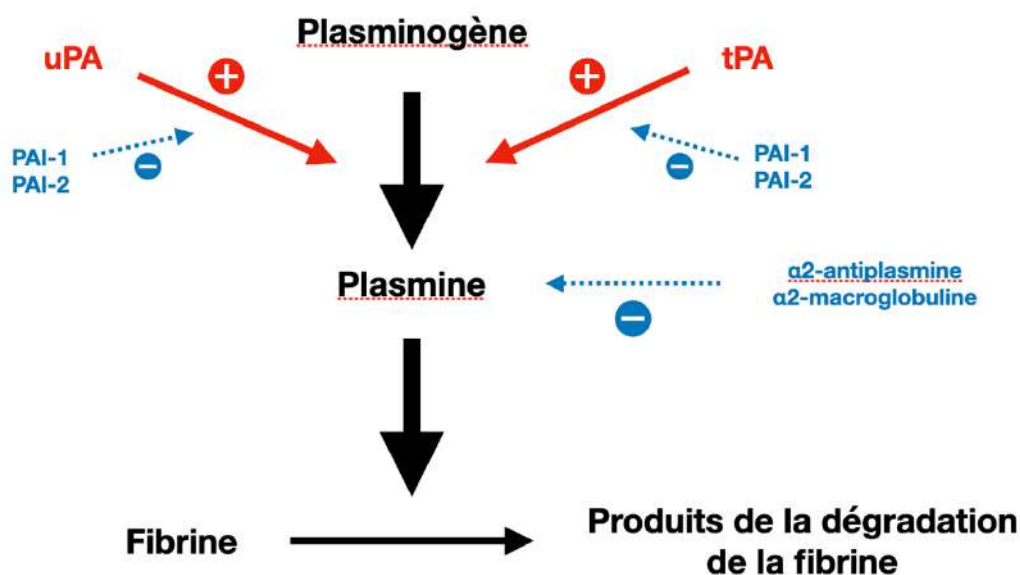 Plasminogène
uPA
tPA
PAI-1
PAI-2
PAI-1
PAI-2
Plasmine
α2-antiplasmine
α2-macroglobuline
Fibrine
Produits de la dégradation
de la fibrine